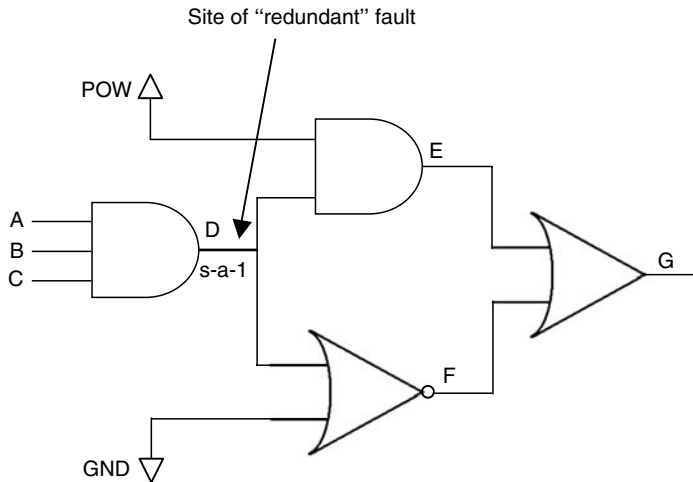 Site of “redundant” fault
POW
E
A
D
B
G
s-a-1
C
F
GND